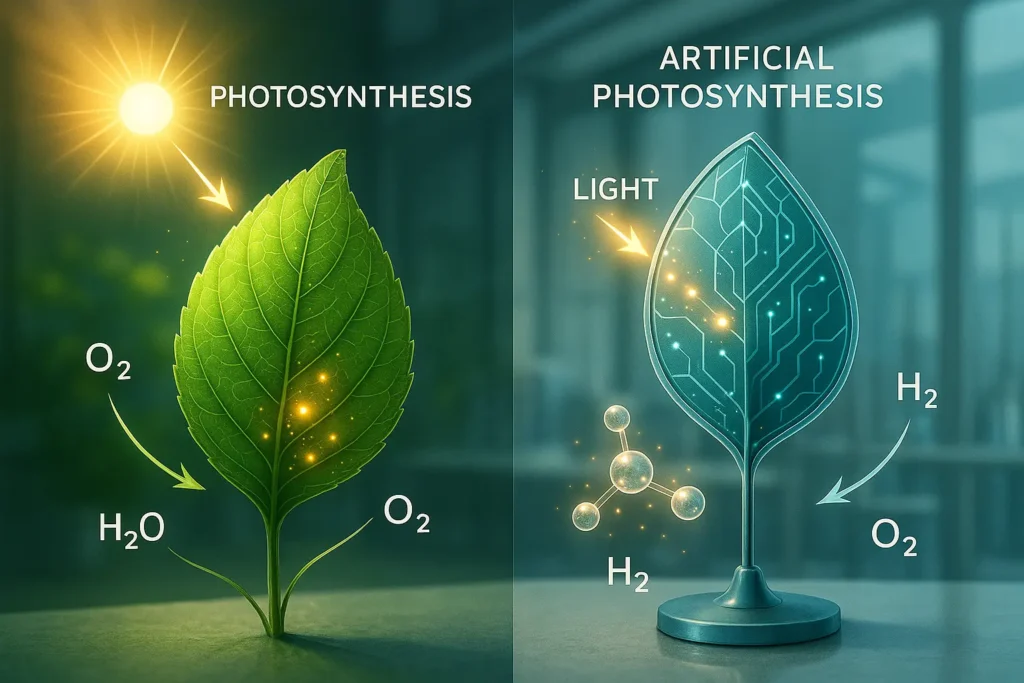 PHOTOSYNTHESIS
O₂
H₂O
O₂
ARTIFICIAL
PHOTOSYNTHESIS
LIGHT
H₂
O₂
H₂